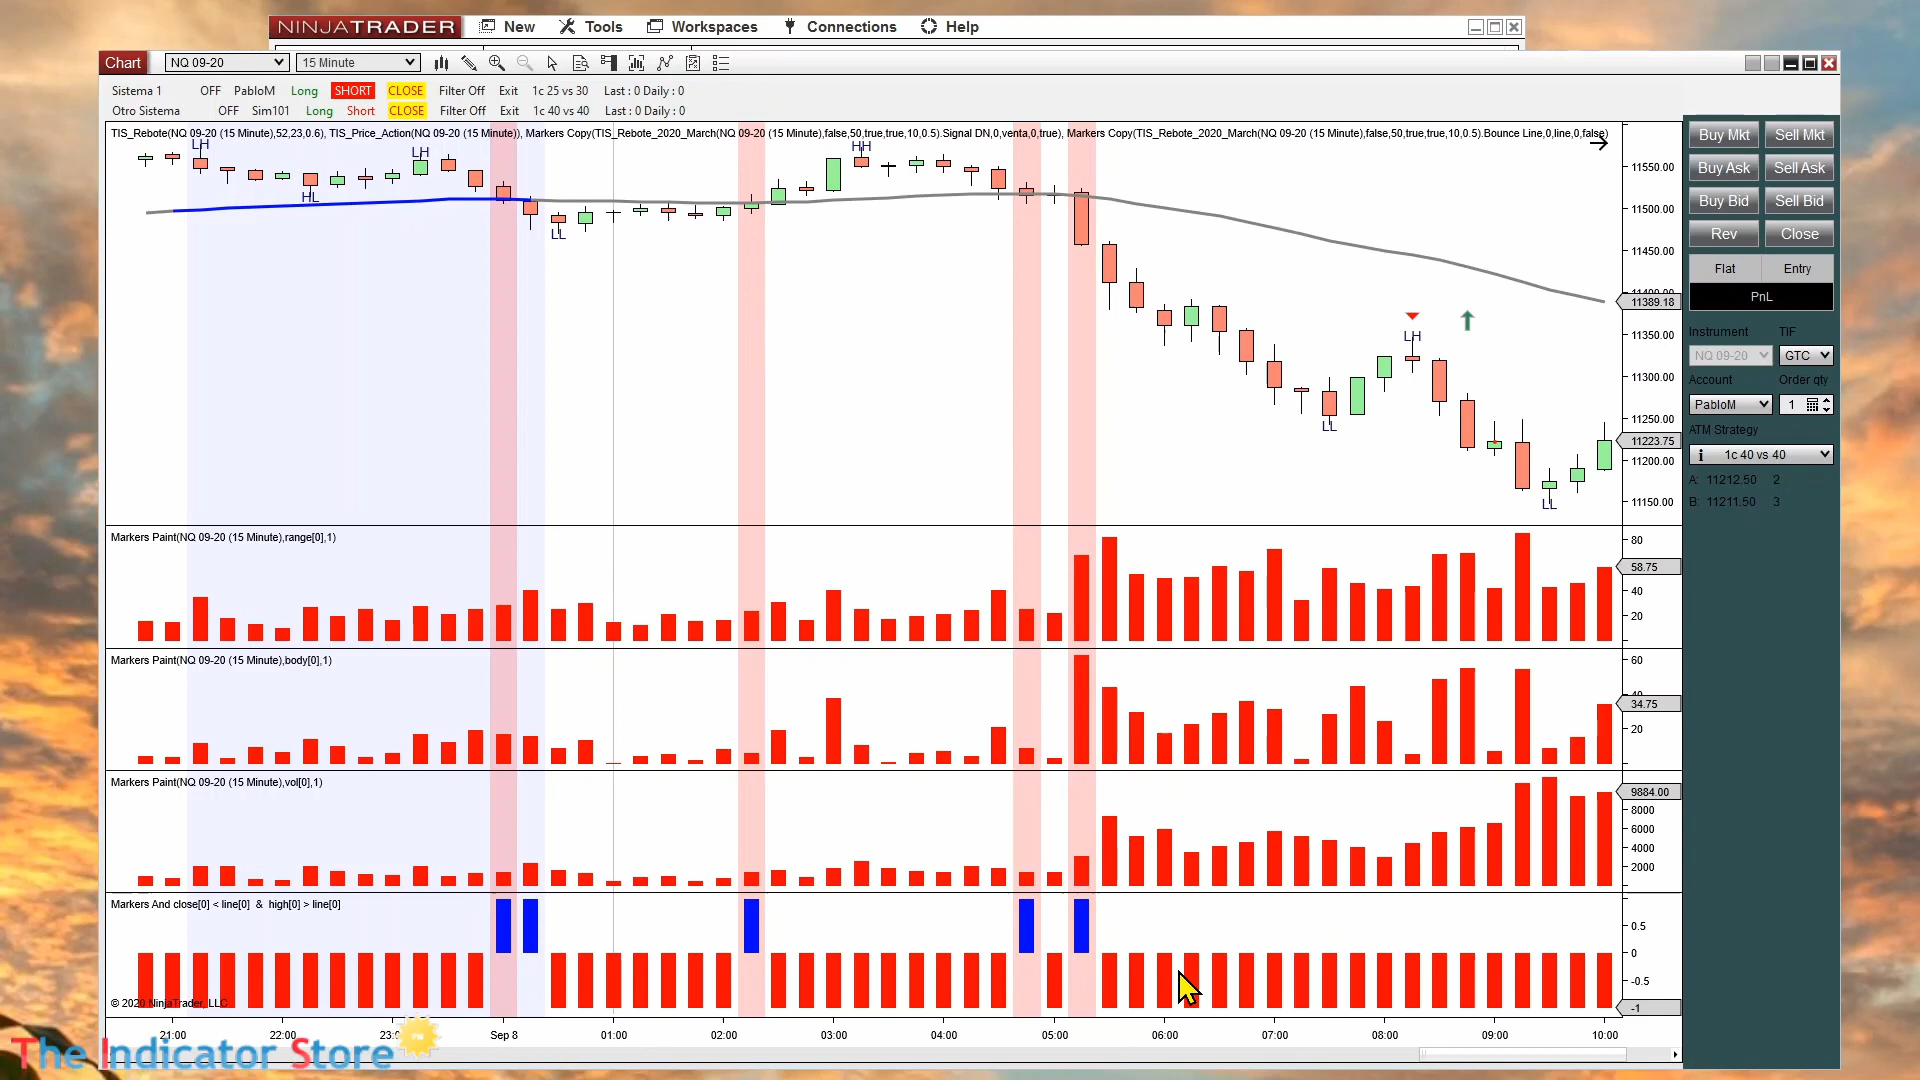 NINJATRADER New Tools Workspaces Connections Help
Chart NQ 09-20 15 Minute
Sistema 1 OFF PabloM Long SHORT CLOSE Filter Off Exit 1c 25 vs 30 Last : 0 Daily : 0
Otro Sistema OFF Sim101 Long Short CLOSE Filter Off Exit 1c 40 vs 40 Last : 0 Daily : 0
TIS_Rebote(NQ 09-20 (15 Minute),52,23,0.6), TIS_Price_Action(NQ 09-20 (15 Minute)), Markers Copy(TIS_Rebote_2020_March(NQ 09-20 (15 Minute),false,50,true,true,10,0.5).Signal DN,0,venta,0,true), Markers Copy(TIS_Rebote_2020_March(NQ 09-20 (15 Minute),false,50,true,true,10,0.5).Bounce Line,0,line,0,false)
LH
LH
HH
HL
LL
LH
LL
LL
11550.00
11500.00
11450.00
11400.00
11389.18
11350.00
11300.00
11250.00
11223.75
11200.00
11150.00
Buy Mkt Sell Mkt
Buy Ask Sell Ask
Buy Bid Sell Bid
Rev Close
Flat Entry
PnL
Instrument TIF
NQ 09-20 GTC
Account Order qty
PabloM 1
ATM Strategy
1c 40 vs 40
A: 11212.50 2
B: 11211.50 3
Markers Paint(NQ 09-20 (15 Minute),range[0],1)
80
58.75
40
20
Markers Paint(NQ 09-20 (15 Minute),body[0],1)
60
40
34.75
20
Markers Paint(NQ 09-20 (15 Minute),vol[0],1)
9884.00
8000
6000
4000
2000
Markers And close[0] < line[0] & high[0] > line[0]
0.5
0
-0.5
-1
© 2020 NinjaTrader, LLC
21:00 22:00 23:0 Sep 8 01:00 02:00 03:00 04:00 05:00 06:00 07:00 08:00 09:00 10:00
The Indicator Store